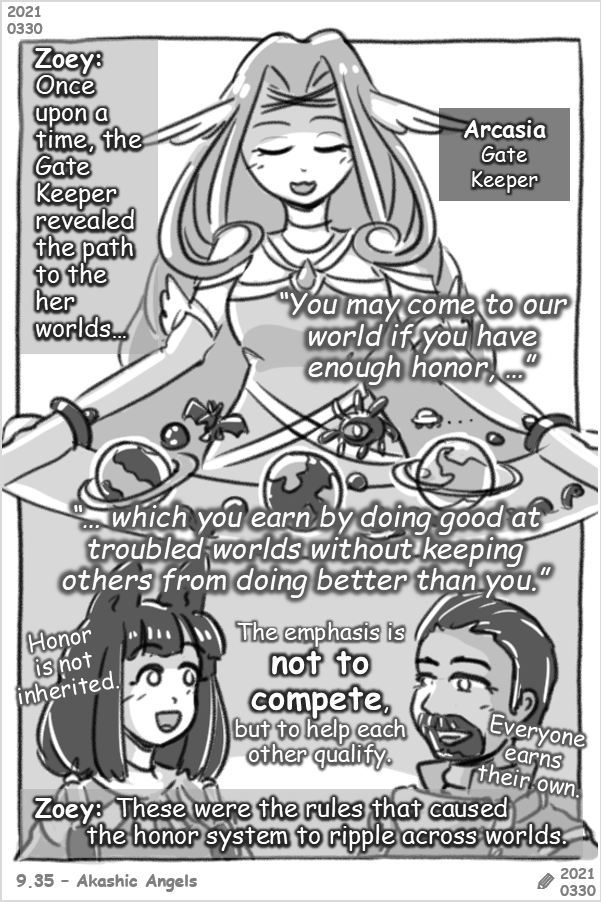 2021
0330
Zoey:
Once
upon a
time, the
Gate
Keeper
revealed
the path
to the
her
worlds...
Arcasia
Gate
Keeper
“You may come to our
world if you have
enough honor, ...”
“... which you earn by doing good at
troubled worlds without keeping
others from doing better than you.”
Honor
is not
inherited.
The emphasis is
not to
compete,
but to help each
other qualify.
Everyone
earns
their own.
Zoey: These were the rules that caused
the honor system to ripple across worlds.
9.35 – Akashic Angels
2021
0330